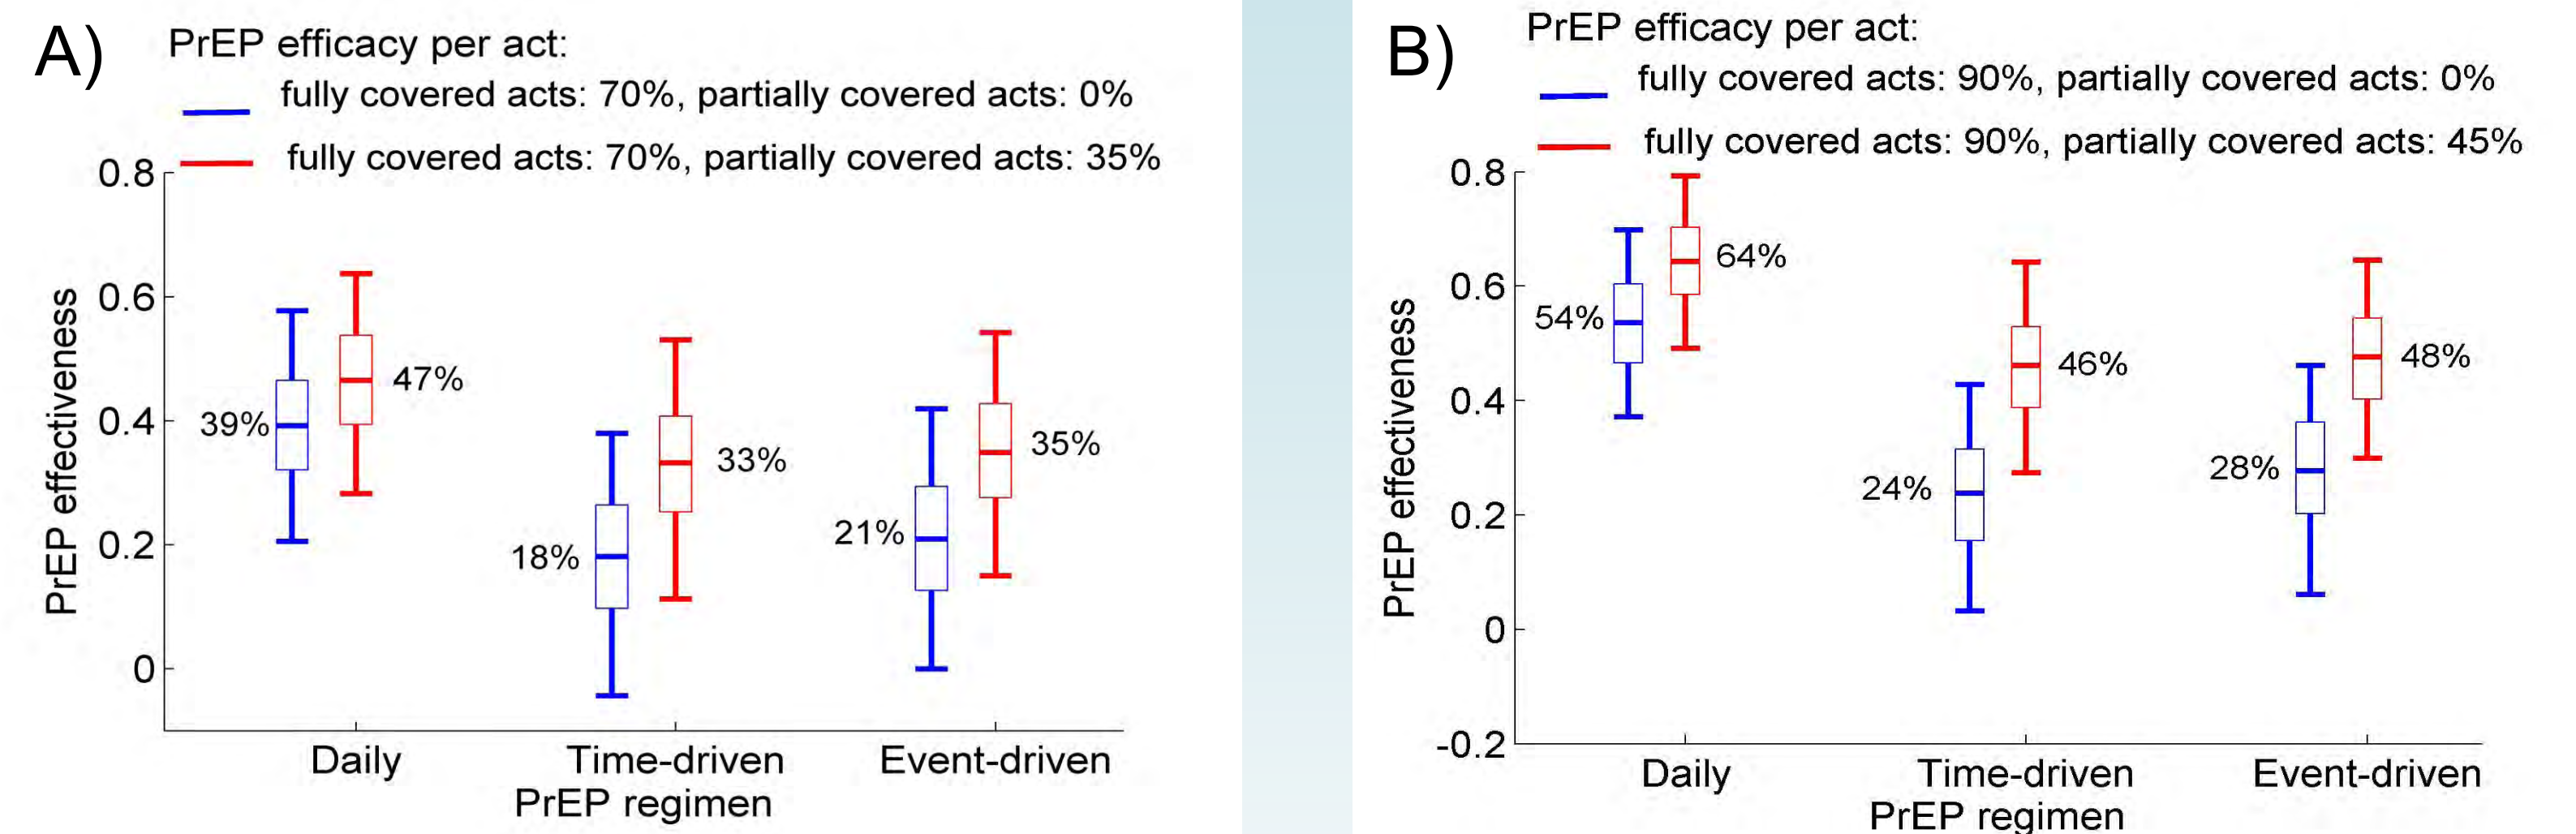 A)
PrEP efficacy per act:
fully covered acts: 70%, partially covered acts: 0%
fully covered acts: 70%, partially covered acts: 35%
PrEP effectiveness
0.8
0.6
0.4
0.2
0
39%
47%
18%
33%
21%
35%
Daily
Time-driven
Event-driven
PrEP regimen
B)
PrEP efficacy per act:
fully covered acts: 90%, partially covered acts: 0%
fully covered acts: 90%, partially covered acts: 45%
PrEP effectiveness
0.8
0.6
0.4
0.2
0
-0.2
54%
64%
24%
46%
28%
48%
Daily
Time-driven
Event-driven
PrEP regimen